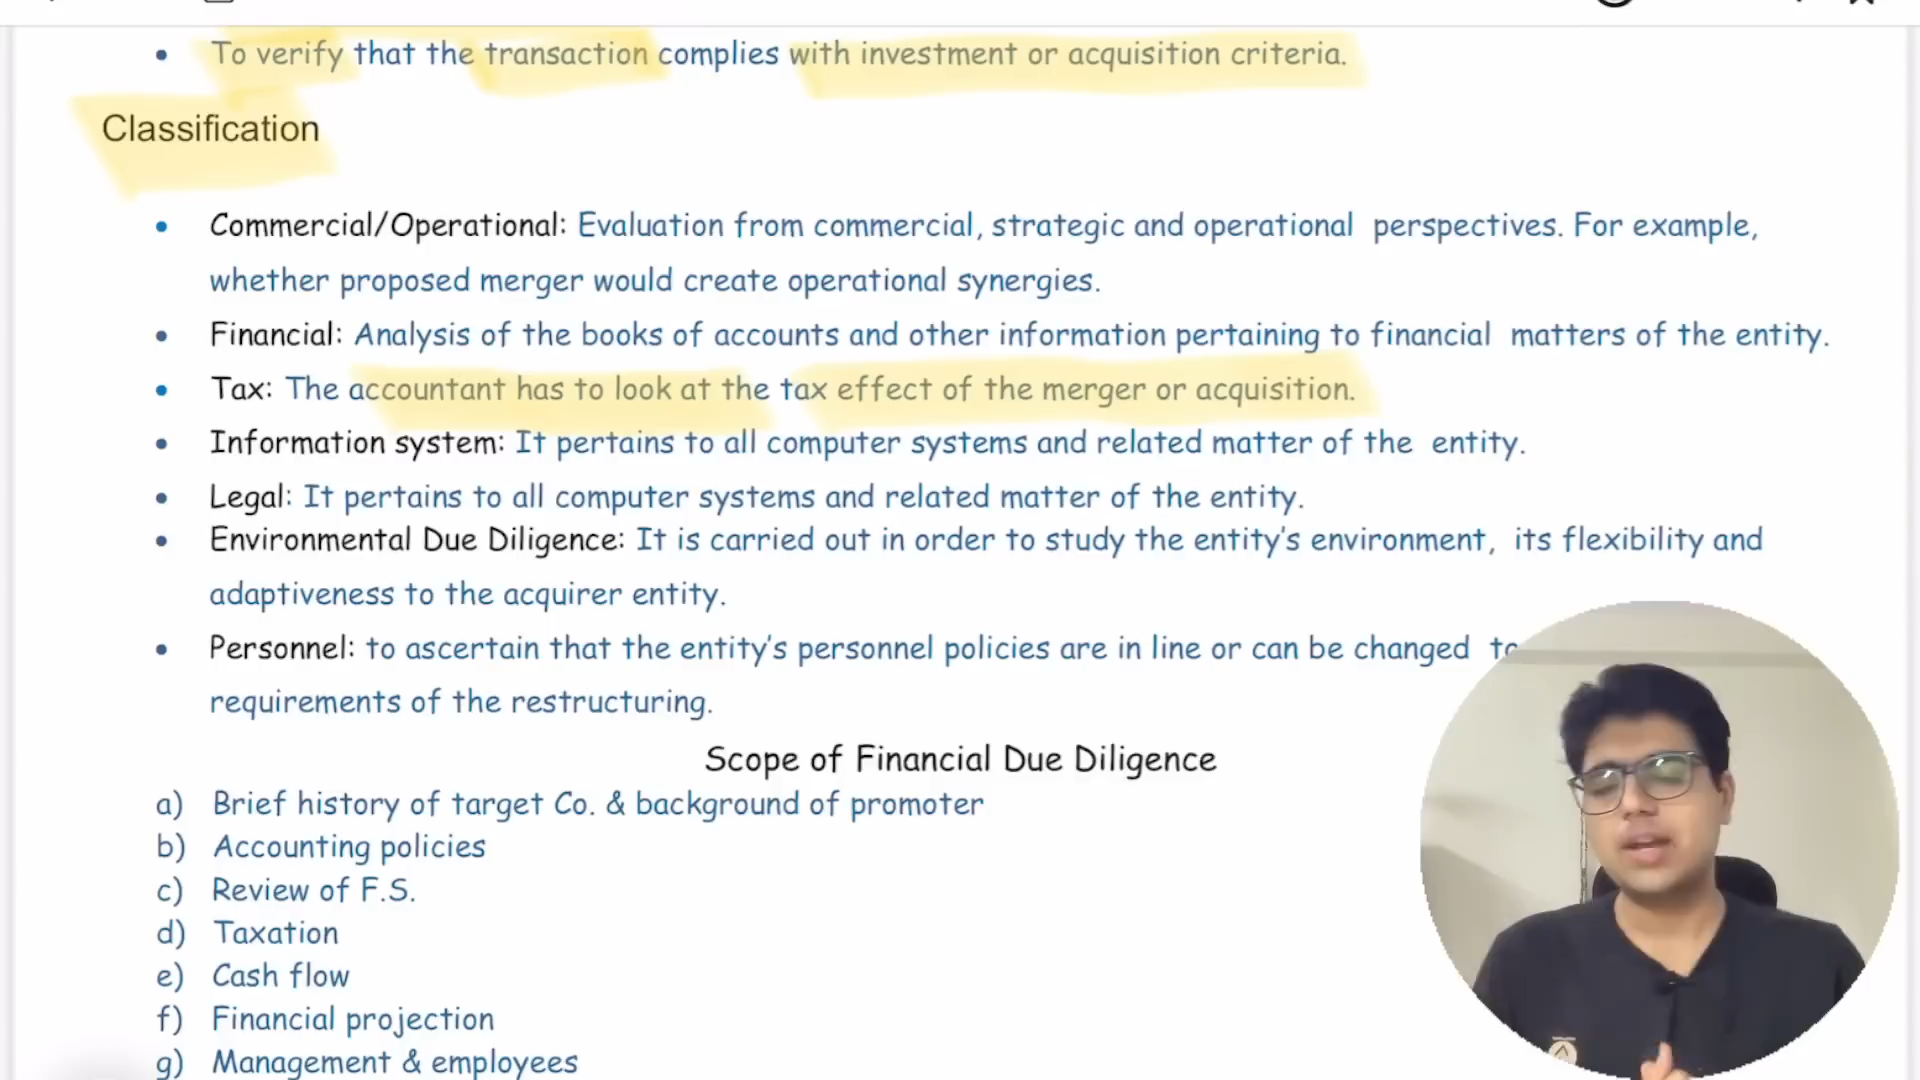 • To verify that the transaction complies with investment or acquisition criteria.
Classification
• Commercial/Operational: Evaluation from commercial, strategic and operational perspectives. For example,
whether proposed merger would create operational synergies.
• Financial: Analysis of the books of accounts and other information pertaining to financial matters of the entity.
• Tax: The accountant has to look at the tax effect of the merger or acquisition.
• Information system: It pertains to all computer systems and related matter of the entity.
• Legal: It pertains to all computer systems and related matter of the entity.
• Environmental Due Diligence: It is carried out in order to study the entity's environment, its flexibility and
adaptiveness to the acquirer entity.
• Personnel: to ascertain that the entity's personnel policies are in line or can be changed
requirements of the restructuring.
Scope of Financial Due Diligence
a) Brief history of target Co. & background of promoter
b) Accounting policies
c) Review of F.S.
d) Taxation
e) Cash flow
f) Financial projection
g) Management & employees